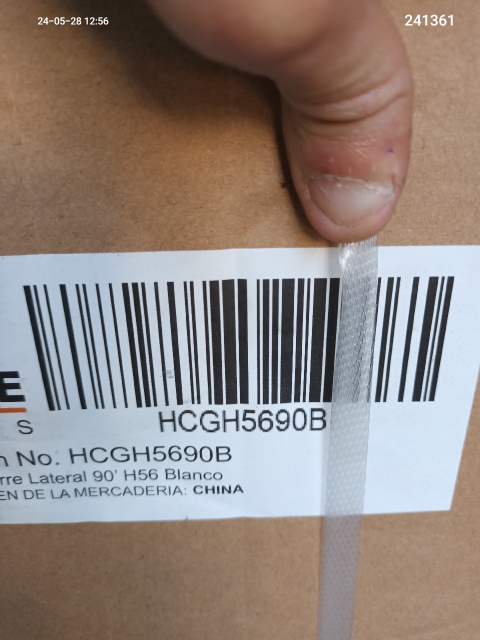 24-05-28 12:56
241361
E
S
HCGH5690B
No. HCGH5690B
rre Lateral 90' H56 Blanco
EN DE LA MERCADERIA: CHINA